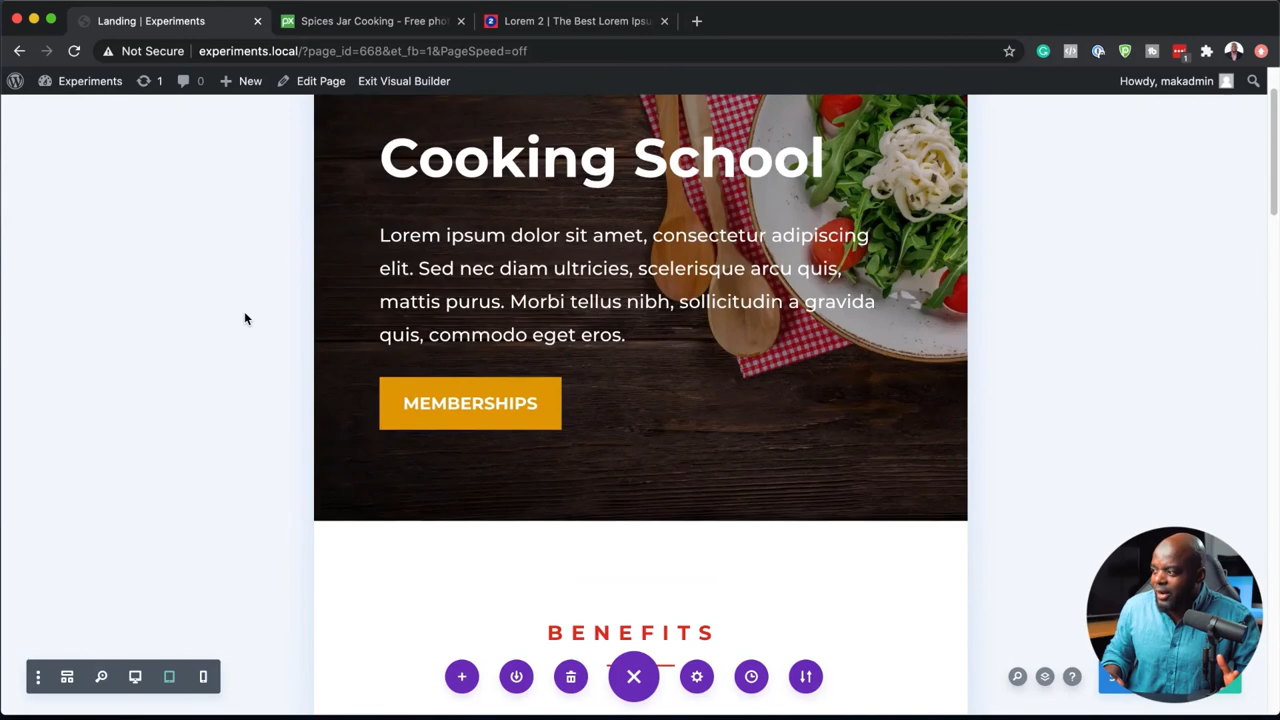 Landing | Experiments
Spices Jar Cooking - Free phot
Lorem 2 | The Best Lorem Ipsu
Not Secure
experiments.local/?page_id=668&et_fb=1&PageSpeed=off
1
Experiments
1
0
New
Edit Page
Exit Visual Builder
Howdy, makadmin
Cooking School
Lorem ipsum dolor sit amet, consectetur adipiscing
elit. Sed nec diam ultricies, scelerisque arcu quis,
mattis purus. Morbi tellus nibh, sollicitudin a gravida
quis, commodo eget eros.
MEMBERSHIPS
BENEFITS